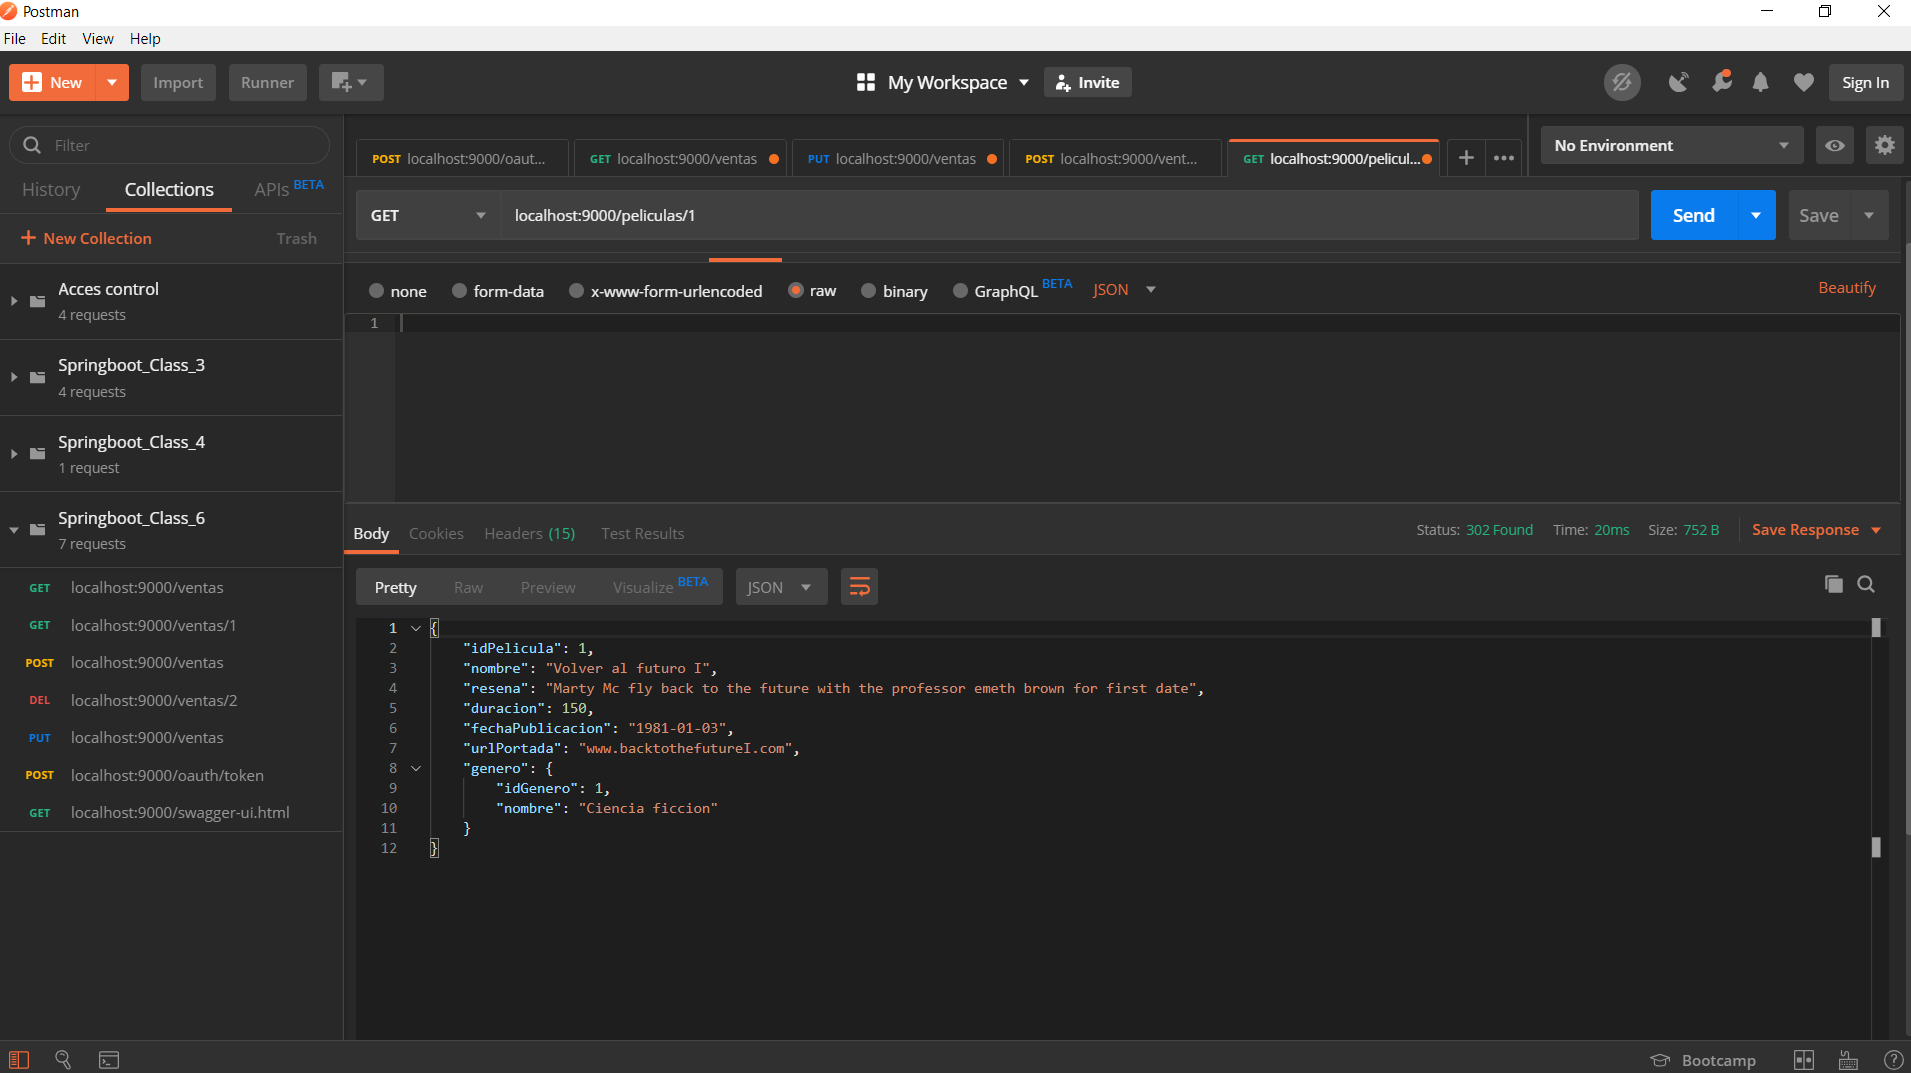 Postman
File Edit View Help
New Import Runner My Workspace Invite Sign In
Filter
History Collections APIs BETA
New Collection Trash
Acces control
4 requests
Springboot_Class_3
4 requests
Springboot_Class_4
1 request
Springboot_Class_6
7 requests
GET localhost:9000/ventas
GET localhost:9000/ventas/1
POST localhost:9000/ventas
DEL localhost:9000/ventas/2
PUT localhost:9000/ventas
POST localhost:9000/oauth/token
GET localhost:9000/swagger-ui.html
POST localhost:9000/oaut... GET localhost:9000/ventas PUT localhost:9000/ventas POST localhost:9000/vent... GET localhost:9000/pelicul... No Environment
GET localhost:9000/peliculas/1 Send Save
none form-data x-www-form-urlencoded raw binary GraphQL BETA JSON Beautify
1
Body Cookies Headers (15) Test Results Status: 302 Found Time: 20ms Size: 752 B Save Response
Pretty Raw Preview Visualize BETA JSON
1 {
2 "idPelicula": 1,
3 "nombre": "Volver al futuro I",
4 "resena": "Marty Mc fly back to the future with the professor emeth brown for first date",
5 "duracion": 150,
6 "fechaPublicacion": "1981-01-03",
7 "urlPortada": "www.backtothefutureI.com",
8 "genero": {
9 "idGenero": 1,
10 "nombre": "Ciencia ficcion"
11 }
12 }
Bootcamp